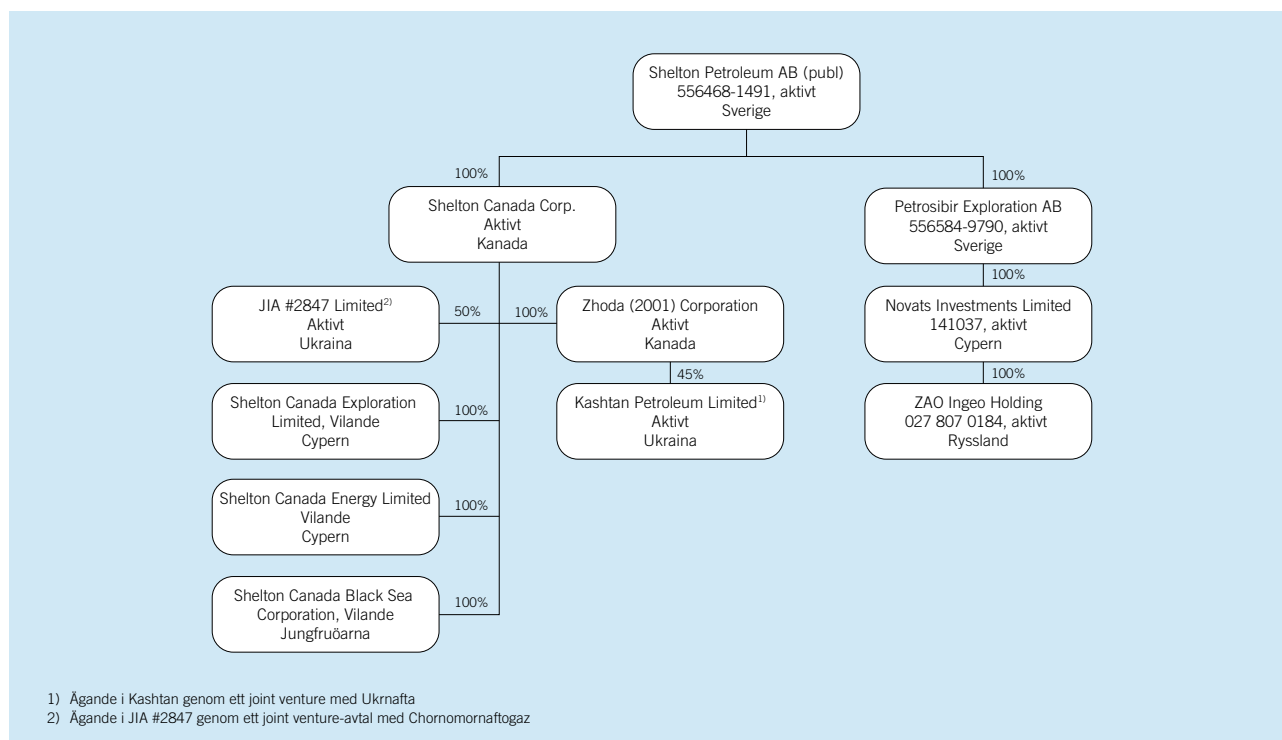 Shelton Petroleum AB (publ)
556468-1491, aktivt
Sverige
100%
100%
Shelton Canada Corp.
Aktivt
Kanada
Petrosibir Exploration AB
556584-9790, aktivt
Sverige
100%
JIA #2847 Limited2)
Aktivt
Ukraina
50%
100%
Zhoda (2001) Corporation
Aktivt
Kanada
Novats Investments Limited
141037, aktivt
Cypern
45%
100%
Shelton Canada Exploration
Limited, Vilande
Cypern
100%
Kashtan Petroleum Limited1)
Aktivt
Ukraina
ZAO Ingeo Holding
027 807 0184, aktivt
Ryssland
Shelton Canada Energy Limited
Vilande
Cypern
100%
Shelton Canada Black Sea
Corporation, Vilande
Jungfruöarna
100%
1) Ägande i Kashtan genom ett joint venture med Ukrnafta
2) Ägande i JIA #2847 genom ett joint venture-avtal med Chornomornaftogaz